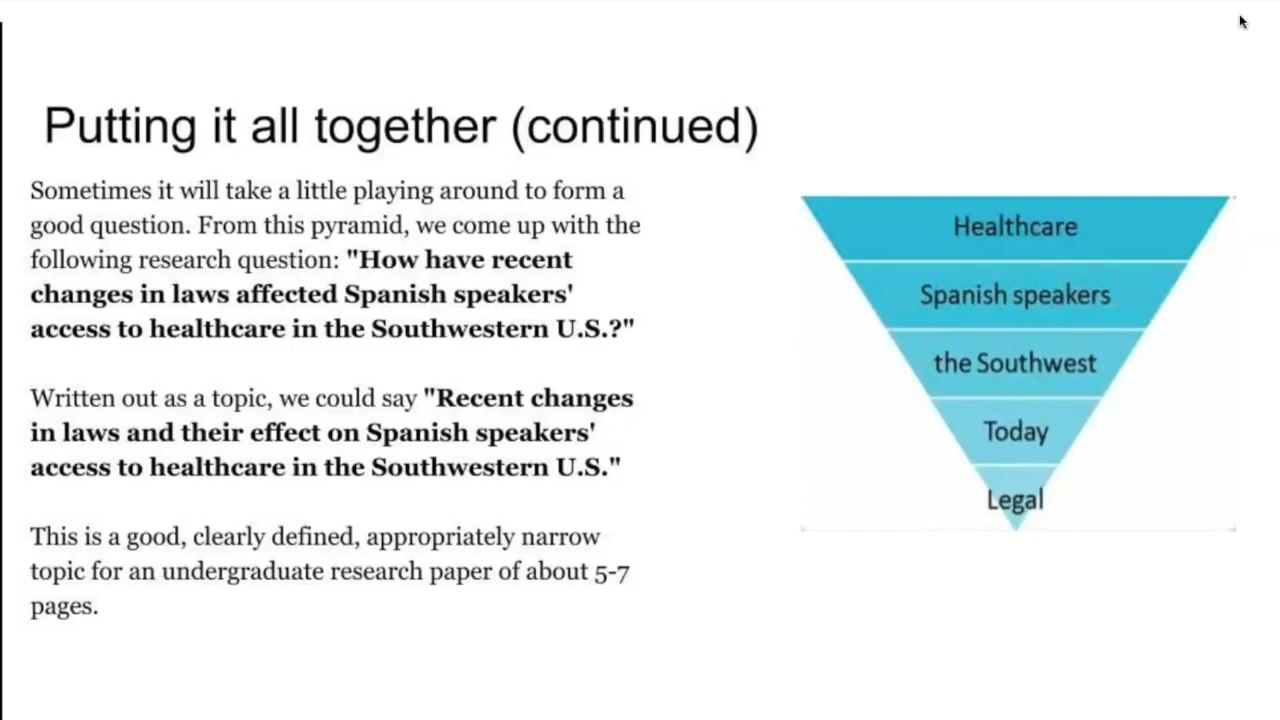 Putting it all together (continued)
Sometimes it will take a little playing around to form a
good question. From this pyramid, we come up with the
following research question: "How have recent
changes in laws affected Spanish speakers'
access to healthcare in the Southwestern U.S.?"
Written out as a topic, we could say "Recent changes
in laws and their effect on Spanish speakers'
access to healthcare in the Southwestern U.S."
This is a good, clearly defined, appropriately narrow
topic for an undergraduate research paper of about 5-7
pages.
Healthcare
Spanish speakers
the Southwest
Today
Legal